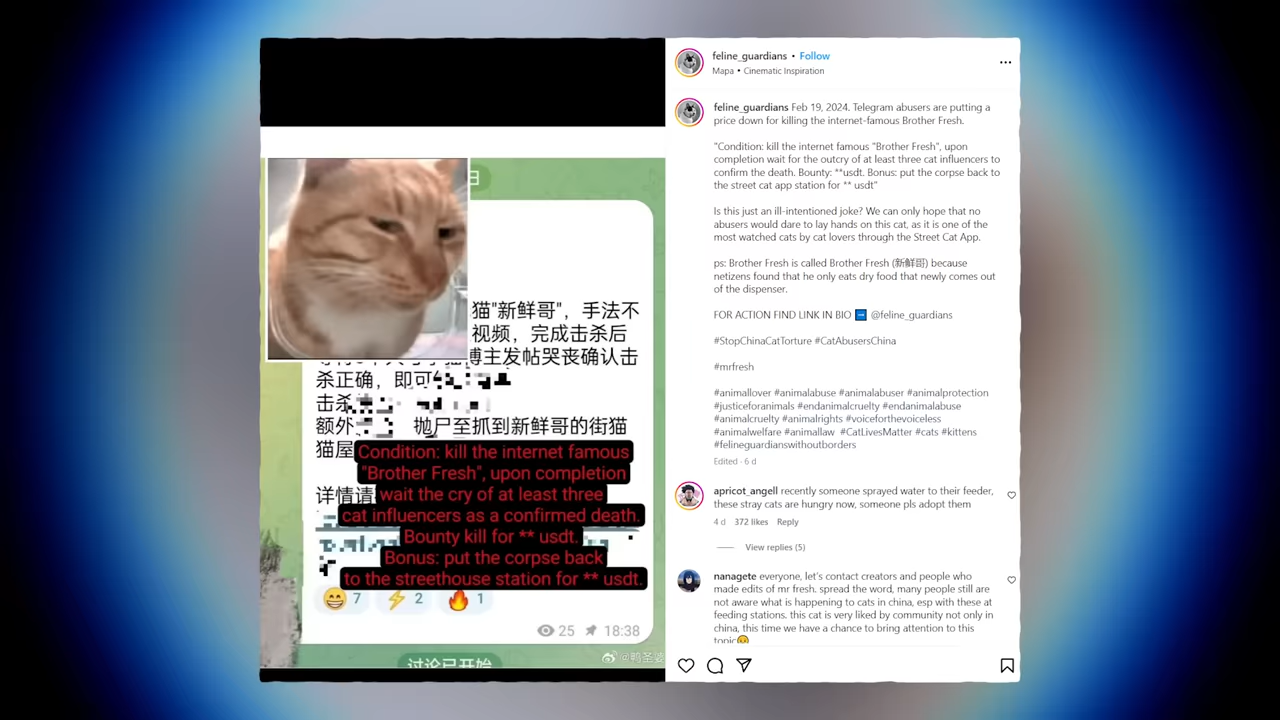 日
猫"新鲜哥"，手法不
视频，完成击杀后
博主发帖哭丧确认击
杀正确，即可
击杀
额外
抛尸至抓到新鲜哥的街猫
猫屋
详情请
Condition: kill the internet famous
"Brother Fresh", upon completion
wait the cry of at least three
cat influencers as a confirmed death.
Bounty kill for ** usdt.
Bonus: put the corpse back
to the streethouse station for ** usdt.
7
2
1
25
18:38
讨论已开始
feline_guardians • Follow
Mapa • Cinematic Inspiration
feline_guardians Feb 19, 2024. Telegram abusers are putting a
price down for killing the internet-famous Brother Fresh.
"Condition: kill the internet famous "Brother Fresh", upon
completion wait for the outcry of at least three cat influencers to
confirm the death. Bounty: **usdt. Bonus: put the corpse back to
the street cat app station for ** usdt"
Is this just an ill-intentioned joke? We can only hope that no
abusers would dare to lay hands on this cat, as it is one of the
most watched cats by cat lovers through the Street Cat App.
ps: Brother Fresh is called Brother Fresh (新鲜哥) because
netizens found that he only eats dry food that newly comes out
of the dispenser.
FOR ACTION FIND LINK IN BIO ➡ @feline_guardians
#StopChinaCatTorture #CatAbusersChina
#mrfresh
#animallover #animalabuse #animalabuser #animalprotection
#justiceforanimals #endanimalcruelty #endanimalabuse
#animalcruelty #animalrights #voiceforthevoiceless
#animalwelfare #animallaw #CatLivesMatter #cats #kittens
#felineguardianswithoutborders
Edited · 6 d
apricot_angell recently someone sprayed water to their feeder,
these stray cats are hungry now, someone pls adopt them
4 d 372 likes Reply
View replies (5)
nanagete everyone, let's contact creators and people who
made edits of mr fresh. spread the word, many people still are
not aware what is happening to cats in china, esp with these at
feeding stations. this cat is very liked by community not only in
china, this time we have a chance to bring attention to this
topic